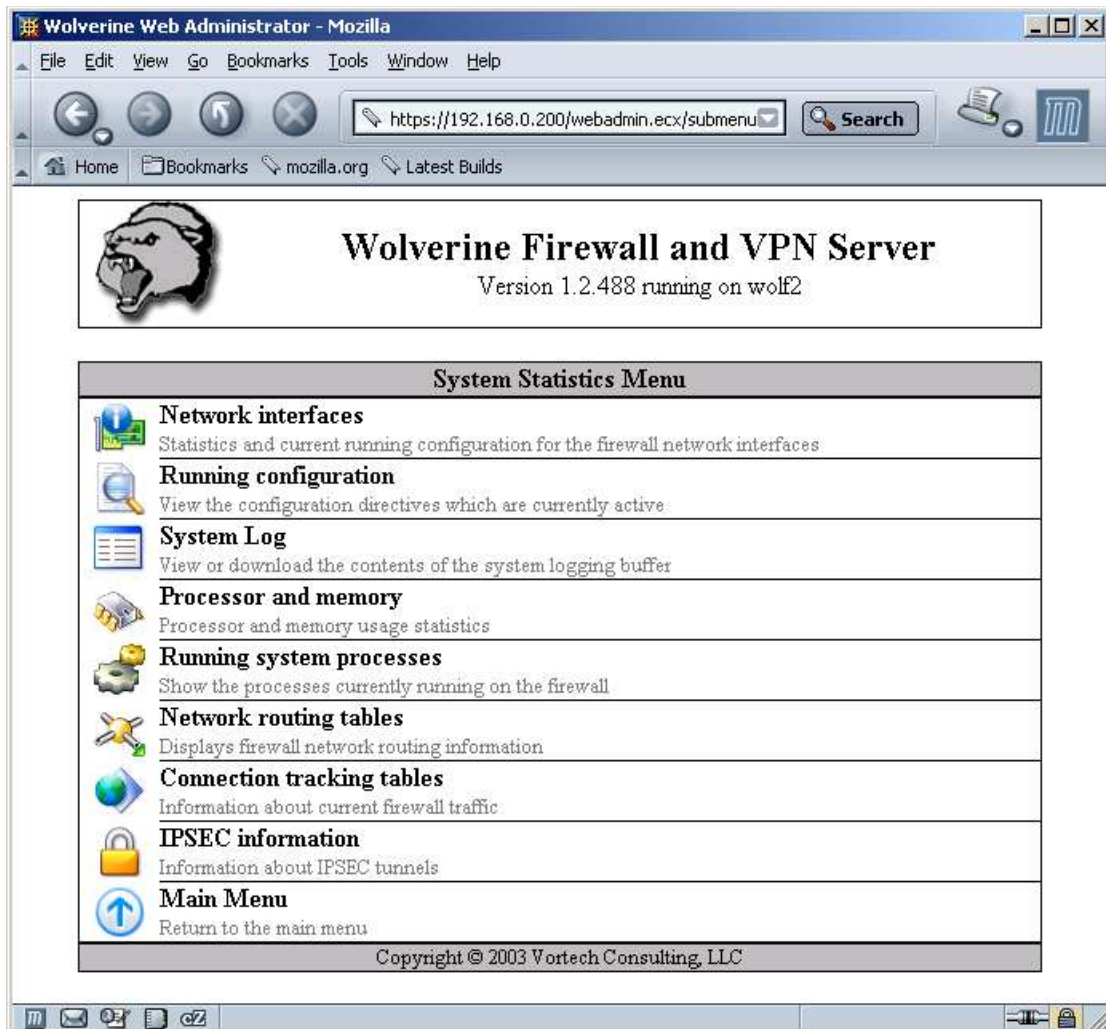 Wolverine Web Administrator - Mozilla
File Edit View Go Bookmarks Tools Window Help
https://192.168.0.200/webadmin.ecx/submenu Search
Home Bookmarks mozilla.org Latest Builds
Wolverine Firewall and VPN Server
Version 1.2.488 running on wolf2
System Statistics Menu
Network interfaces
Statistics and current running configuration for the firewall network interfaces
Running configuration
View the configuration directives which are currently active
System Log
View or download the contents of the system logging buffer
Processor and memory
Processor and memory usage statistics
Running system processes
Show the processes currently running on the firewall
Network routing tables
Displays firewall network routing information
Connection tracking tables
Information about current firewall traffic
IPSEC information
Information about IPSEC tunnels
Main Menu
Return to the main menu
Copyright © 2003 Vortech Consulting, LLC